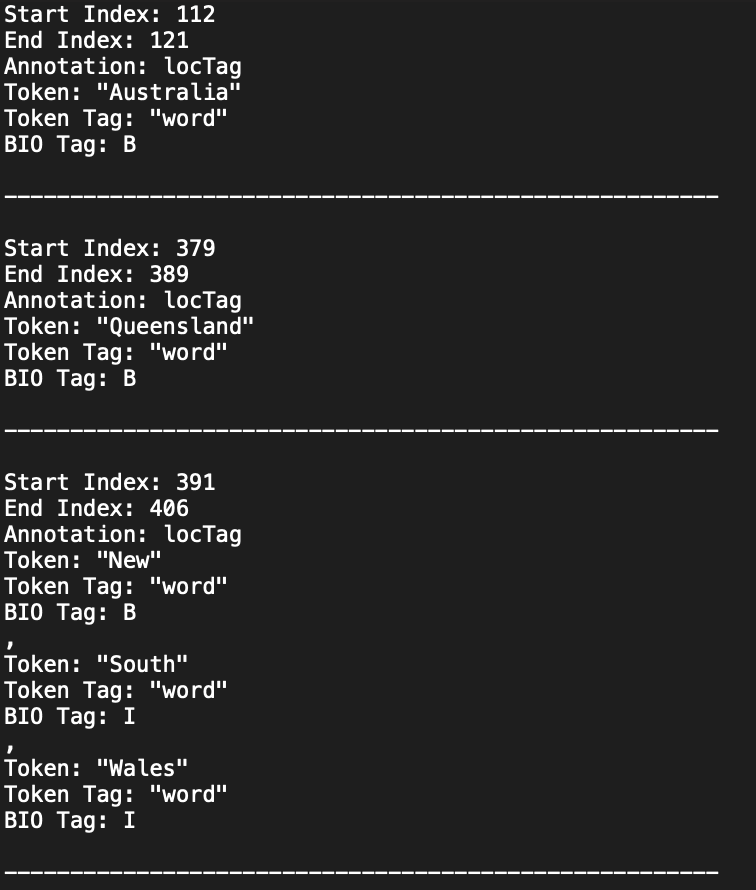 Start Index: 112
End Index: 121
Annotation: locTag
Token: "Australia"
Token Tag: "word"
BIO Tag: B
______________________________________________________
Start Index: 379
End Index: 389
Annotation: locTag
Token: "Queensland"
Token Tag: "word"
BIO Tag: B
______________________________________________________
Start Index: 391
End Index: 406
Annotation: locTag
Token: "New"
Token Tag: "word"
BIO Tag: B
,
Token: "South"
Token Tag: "word"
BIO Tag: I
,
Token: "Wales"
Token Tag: "word"
BIO Tag: I
______________________________________________________